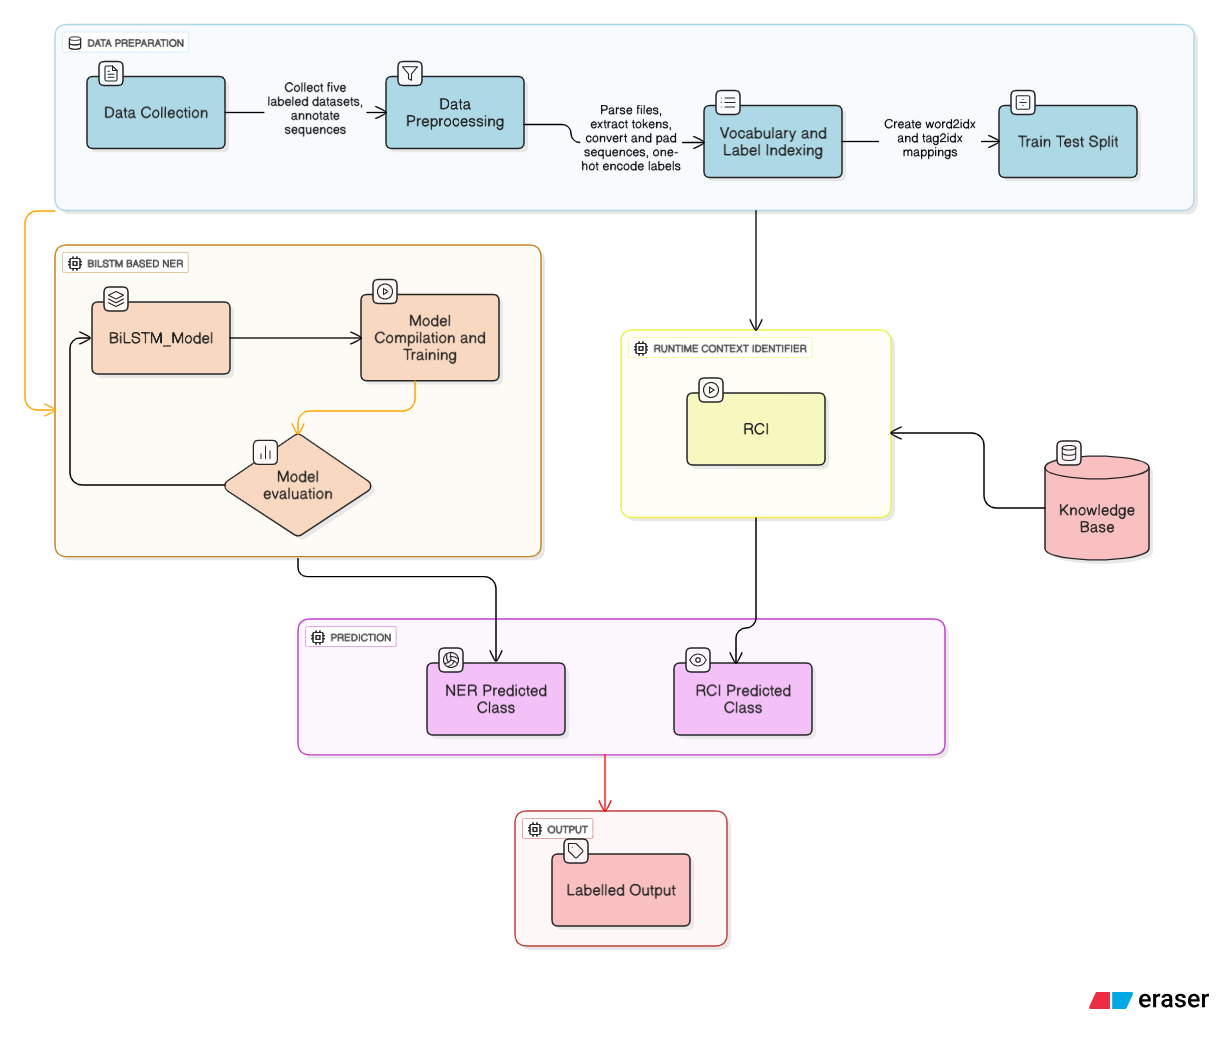 DATA PREPARATION
Data Collection
Collect five
labeled datasets,
annotate
sequences
Data
Preprocessing
Parse files,
extract tokens,
convert and pad
sequences, one-
hot encode labels
Vocabulary and
Label Indexing
Create word2idx
and tag2idx
mappings
Train Test Split
BILSTM BASED NER
BiLSTM_Model
Model
Compilation and
Training
Model
evaluation
RUNTIME CONTEXT IDENTIFIER
RCI
Knowledge
Base
PREDICTION
NER Predicted
Class
RCI Predicted
Class
OUTPUT
Labelled Output
eraser